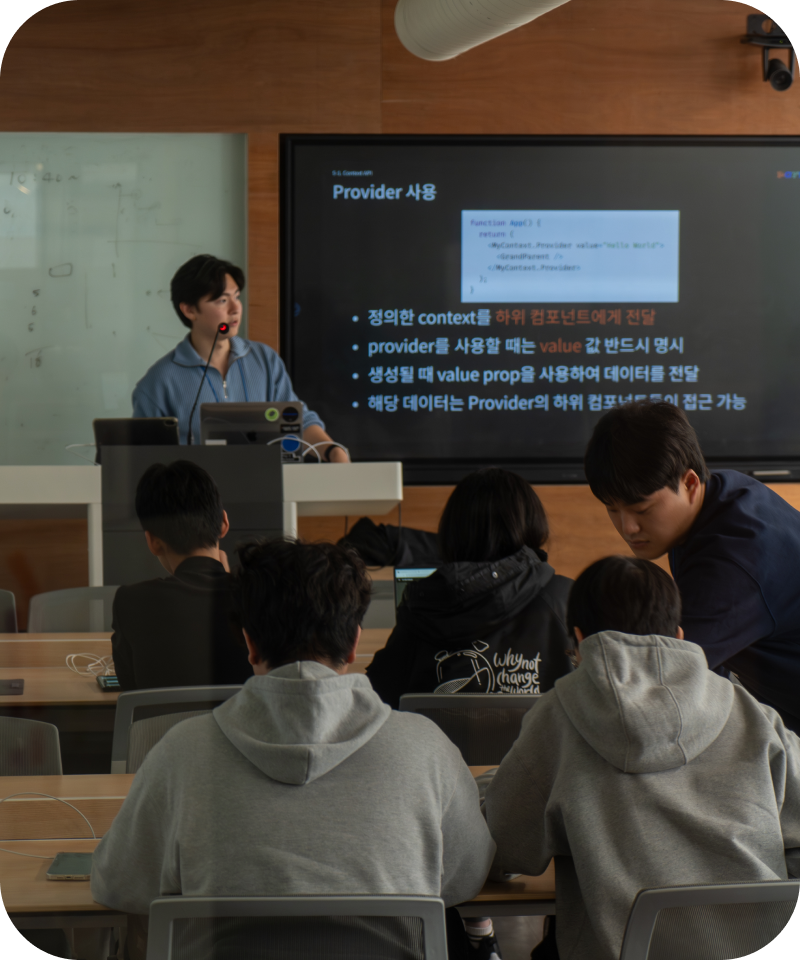 Provider 사용
function App() {
return (
<MyContext.Provider value="Hello World">
<GrandParent />
</MyContext.Provider>
);
}
• 정의한 context를 하위 컴포넌트에게 전달
• provider를 사용할 때는 value 값 반드시 명시
• 생성될 때 value prop을 사용하여 데이터를 전달
• 해당 데이터는 Provider의 하위 컴포넌트들이 접근 가능
why not
change
the World